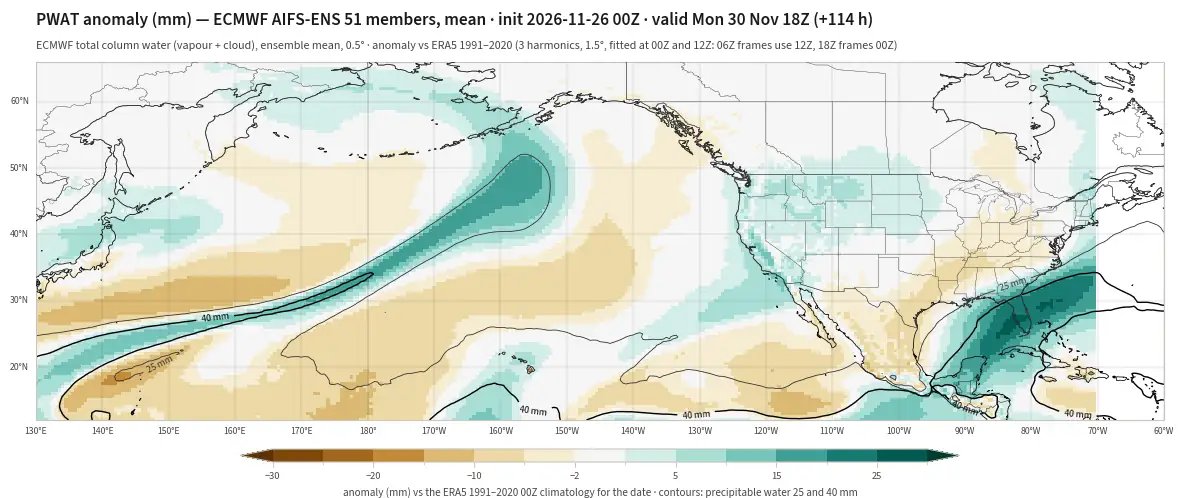 PWAT anomaly (mm) — ECMWF AIFS-ENS 51 members, mean · init 2026-11-26 00Z · valid Mon 30 Nov 18Z (+114 h)
ECMWF total column water (vapour + cloud), ensemble mean, 0.5° · anomaly vs ERA5 1991–2020 (3 harmonics, 1.5°, fitted at 00Z and 12Z: 06Z frames use 12Z, 18Z frames 00Z)
60°N
50°N
40°N
30°N
20°N
25 mm
40 mm
25 mm
40 mm
40 mm
40 mm
40 mm
130°E 140°E 150°E 160°E 170°E 180° 170°W 160°W 150°W 140°W 130°W 120°W 110°W 100°W 90°W 80°W 70°W 60°W
−30 −20 −10 −2 5 15 25
anomaly (mm) vs the ERA5 1991–2020 00Z climatology for the date · contours: precipitable water 25 and 40 mm